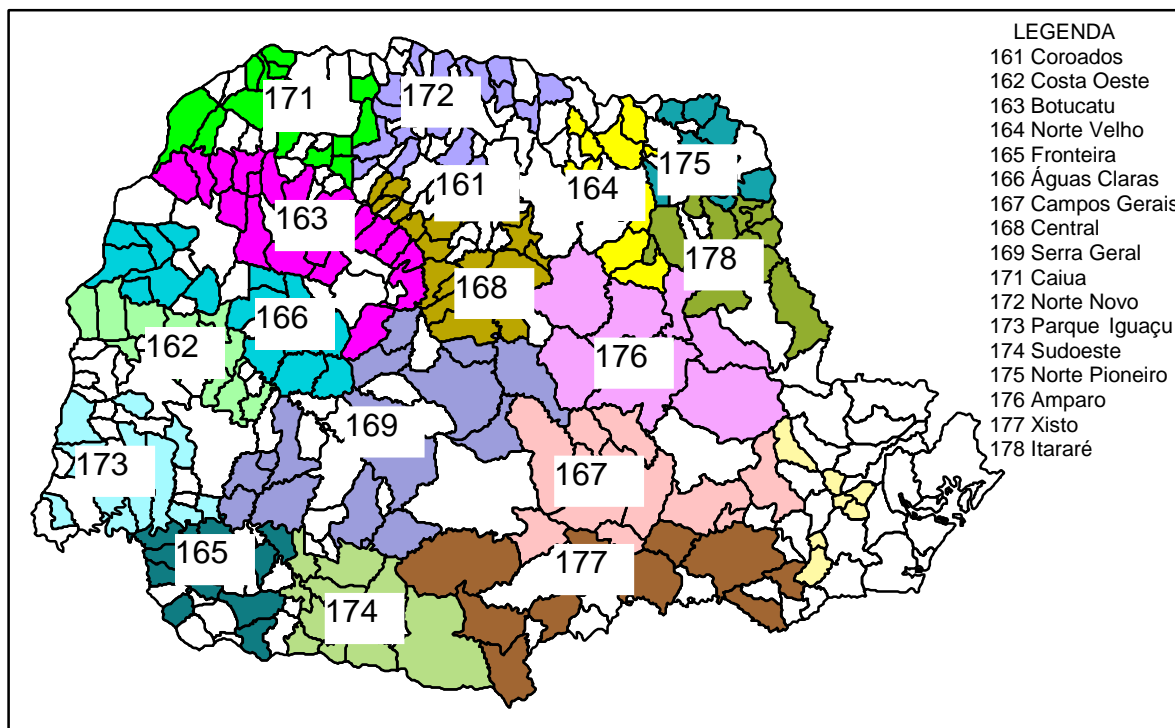 LEGENDA
161 Coroados
162 Costa Oeste
163 Botucatu
164 Norte Velho
165 Fronteira
166 Águas Claras
167 Campos Gerais
168 Central
169 Serra Geral
171 Caiua
172 Norte Novo
173 Parque Iguaçu
174 Sudoeste
175 Norte Pioneiro
176 Amparo
177 Xisto
178 Itararé
171
172
175
161
164
163
178
168
166
162
176
169
173
167
165
177
174